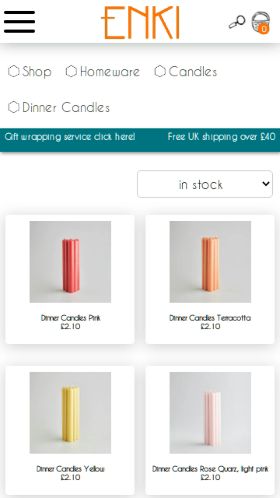 ENKI
0
Shop Homeware Candles
Dinner Candles
Gift wrapping service click here! Free UK shipping over £40
in stock
Dinner Candles Pink
£2.10
Dinner Candles Terracotta
£2.10
Dinner Candles Yellow
£2.10
Dinner Candles Rose Quarz, light pink
£2.10